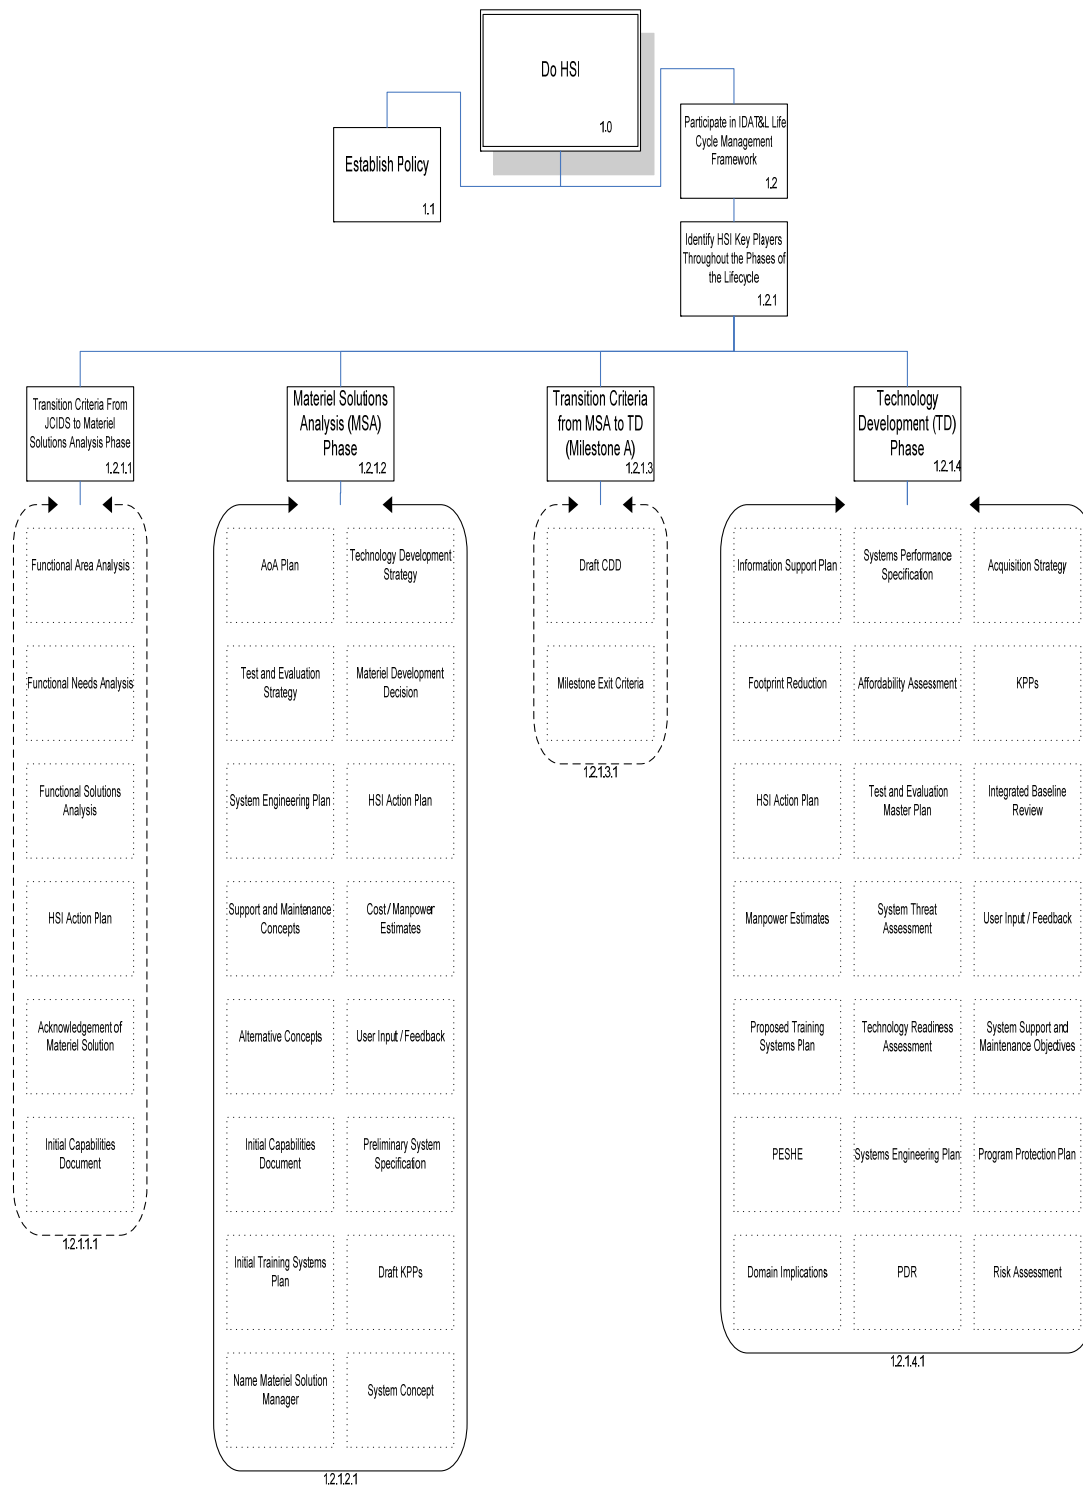 Do HSI
1.0
Establish Policy
1.1
Participate in IDAT&L Life
Cycle Management
Framework
1.2
Identify HSI Key Players
Throughout the Phases of
the Lifecycle
1.2.1
Transition Criteria From
JCIDS to Materiel
Solutions Analysis Phase
1.2.1.1
Materiel Solutions
Analysis (MSA)
Phase
1.2.1.2
Transition Criteria
from MSA to TD
(Milestone A)
1.2.1.3
Technology
Development (TD)
Phase
1.2.1.4
Functional Area Analysis
Functional Needs Analysis
Functional Solutions
Analysis
HSI Action Plan
Acknowledgement of
Materiel Solution
Initial Capabilities
Document
1.2.1.1.1
AoA Plan
Technology Development
Strategy
Test and Evaluation
Strategy
Materiel Development
Decision
System Engineering Plan
HSI Action Plan
Support and Maintenance
Concepts
Cost / Manpower
Estimates
Alternative Concepts
User Input / Feedback
Initial Capabilities
Document
Preliminary System
Specification
Initial Training Systems
Plan
Draft KPPs
Name Materiel Solution
Manager
System Concept
1.2.1.2.1
Draft CDD
Milestone Exit Criteria
1.2.1.3.1
Information Support Plan
Systems Performance
Specification
Acquisition Strategy
Footprint Reduction
Affordability Assessment
KPPs
HSI Action Plan
Test and Evaluation
Master Plan
Integrated Baseline
Review
Manpower Estimates
System Threat
Assessment
User Input / Feedback
Proposed Training
Systems Plan
Technology Readiness
Assessment
System Support and
Maintenance Objectives
PESHE
Systems Engineering Plan
Program Protection Plan
Domain Implications
PDR
Risk Assessment
1.2.1.4.1